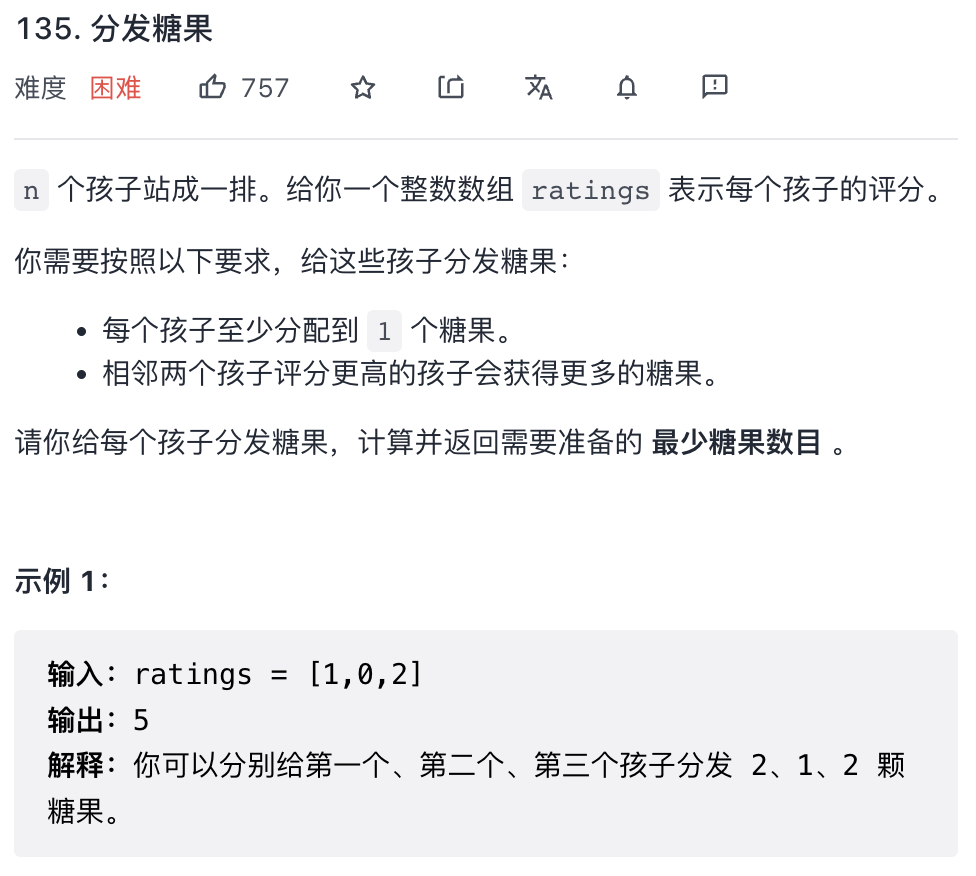 135. 分发糖果
难度 困难 757
n 个孩子站成一排。给你一个整数数组 ratings 表示每个孩子的评分。
你需要按照以下要求，给这些孩子分发糖果：
• 每个孩子至少分配到 1 个糖果。
• 相邻两个孩子评分更高的孩子会获得更多的糖果。
请你给每个孩子分发糖果，计算并返回需要准备的 最少糖果数目 。
示例 1：
输入：ratings = [1,0,2]
输出：5
解释：你可以分别给第一个、第二个、第三个孩子分发 2、1、2 颗
糖果。